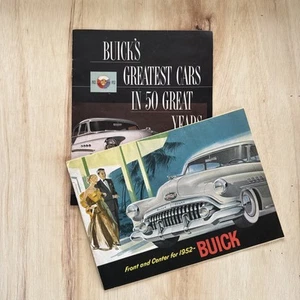 BUICK'S
GREATEST CARS
IN 50 GREAT
YEARS
Front and Center for 1952-BUICK